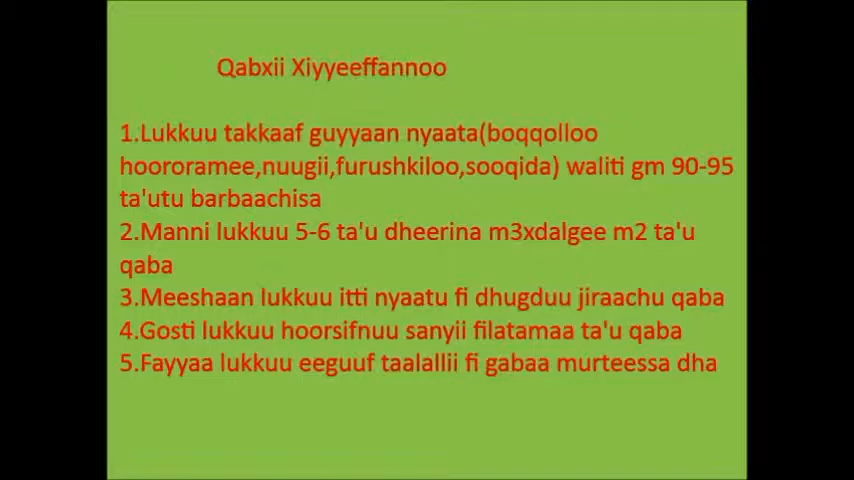 Qabxii Xiyyeeffannoo
1.Lukkuu takkaaf guyyaan nyaata(boqqolloo
hoororamee,nuugii,furushkiloo,sooqida) waliti gm 90-95
ta'utu barbaachisa
2.Manni lukkuu 5-6 ta'u dheerina m3xdalgee m2 ta'u
qaba
3.Meeshaan lukkuu itti nyaatu fi dhugduu jiraachu qaba
4.Gosti lukkuu hoorsifnuu sanyii filatamaa ta'u qaba
5.Fayyaa lukkuu eeguuf taalallii fi gabaa murteessa dha